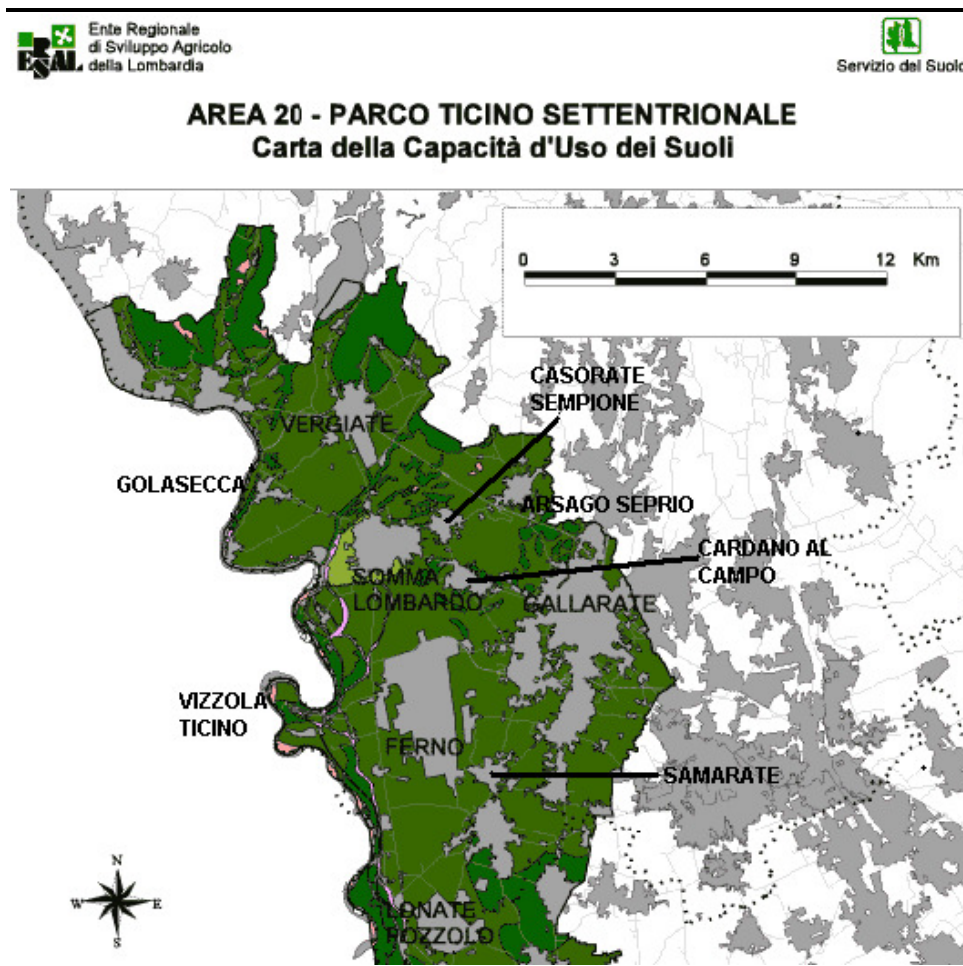 ERSAL
Ente Regionale
di Sviluppo Agricolo
della Lombardia
Servizio del Suolo
AREA 20 - PARCO TICINO SETTENTRIONALE
Carta della Capacità d'Uso dei Suoli
0 3 6 9 12 Km
CASORATE
SEMPIONE
VERGIATE
GOLASECCA
ARSAGO SEPRIO
CARDANO AL
CAMPO
SOMMA
LOMBARDO
GALLARATE
VIZZOLA
TICINO
FERNO
SAMARATE
N
W E
S
LONATE
POZZOLO